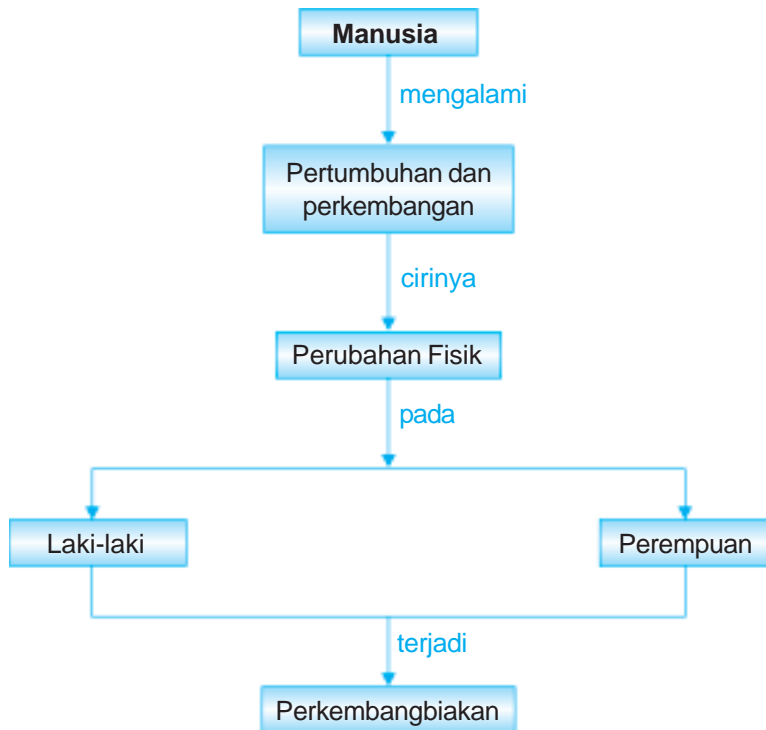 Manusia
mengalami
Pertumbuhan dan
perkembangan
cirinya
Perubahan Fisik
pada
Laki-laki
Perempuan
terjadi
Perkembangbiakan